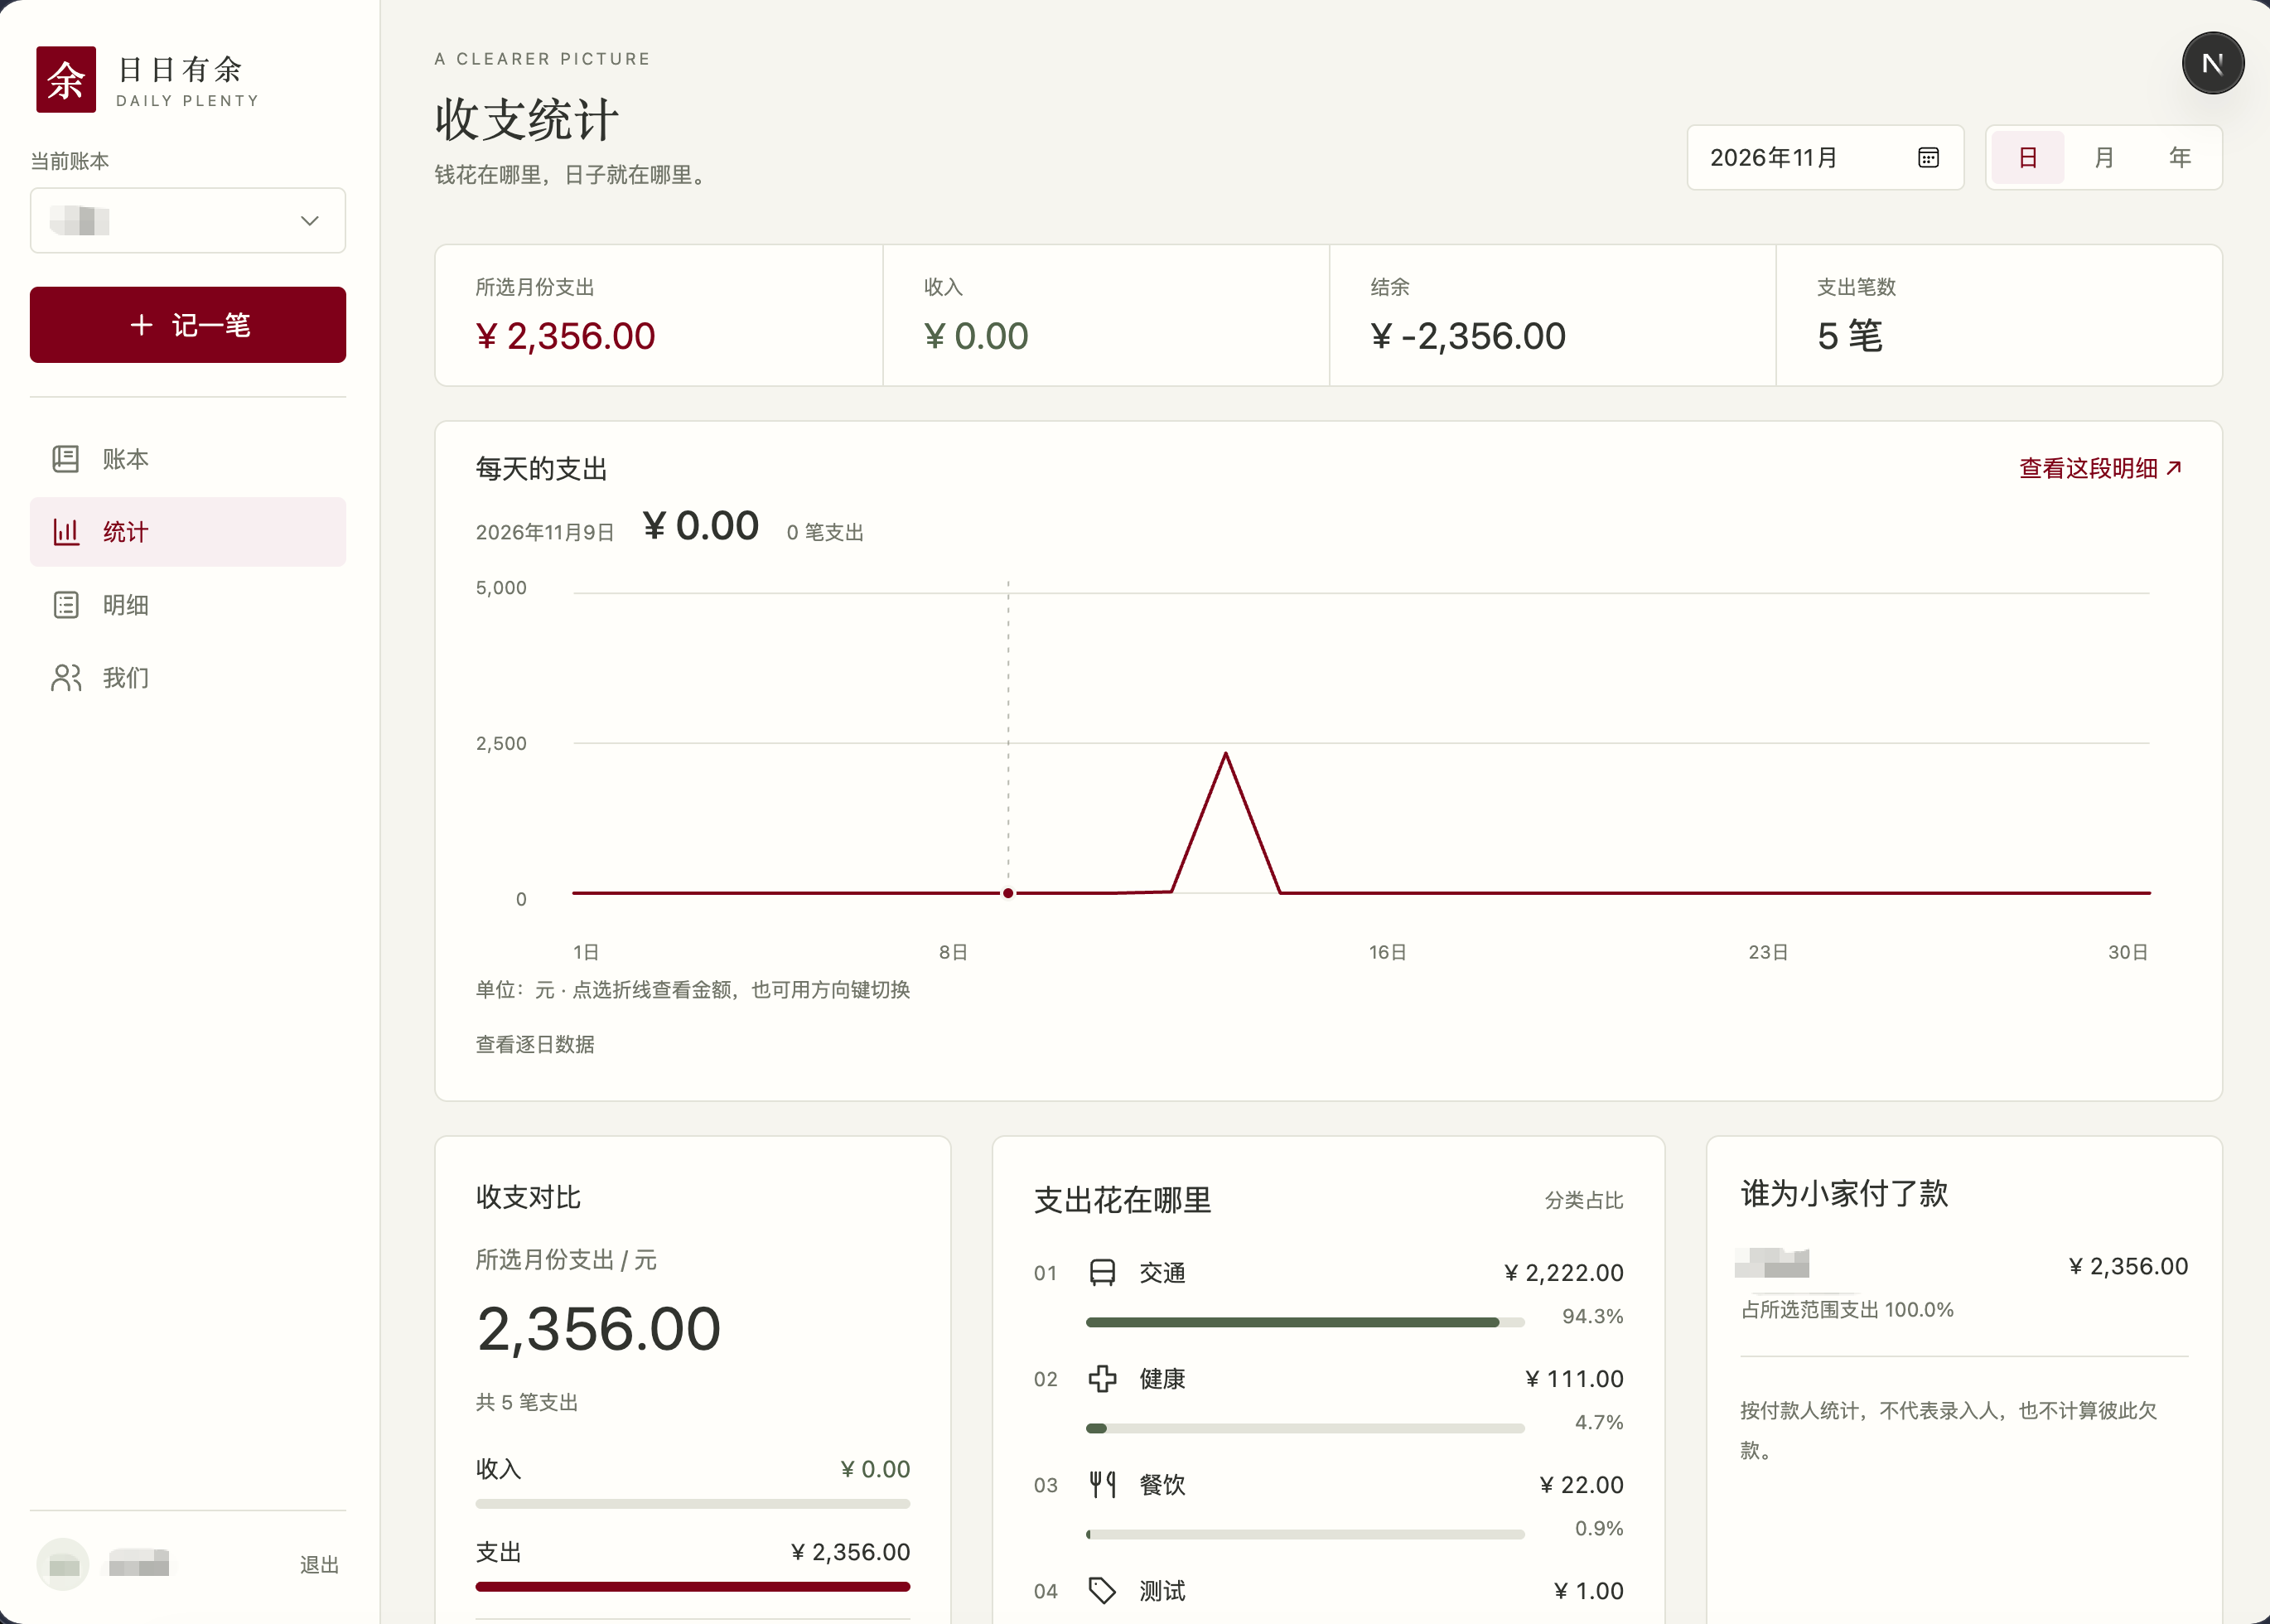 余
日日有余
DAILY PLENTY
当前账本
记一笔
账本
统计
明细
我们
退出
A CLEARER PICTURE
收支统计
钱花在哪里，日子就在哪里。
N
2026年11月
日 月 年
所选月份支出
¥ 2,356.00
收入
¥ 0.00
结余
¥ -2,356.00
支出笔数
5 笔
每天的支出
查看这段明细↗
2026年11月9日 ¥ 0.00 0 笔支出
5,000
2,500
0
1日 8日 16日 23日 30日
单位：元 · 点选折线查看金额，也可用方向键切换
查看逐日数据
收支对比
所选月份支出 / 元
2,356.00
共 5 笔支出
收入 ¥ 0.00
支出 ¥ 2,356.00
支出花在哪里 分类占比
01 交通 ¥ 2,222.00
94.3%
02 健康 ¥ 111.00
4.7%
03 餐饮 ¥ 22.00
0.9%
04 测试 ¥ 1.00
谁为小家付了款
¥ 2,356.00
占所选范围支出 100.0%
按付款人统计，不代表录入人，也不计算彼此欠
款。